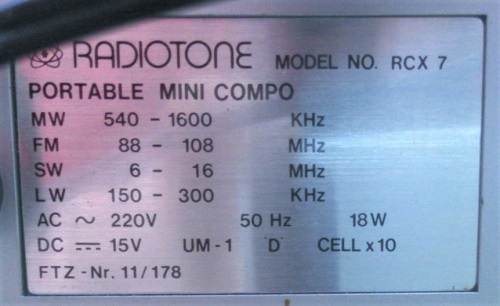 RADIOTONE MODEL NO. RCX 7
PORTABLE MINI COMPO
MW 540 - 1600 KHz
FM 88 - 108 MHz
SW 6 - 16 MHz
LW 150 - 300 KHz
AC ~ 220V 50 Hz 18W
DC ⎓ 15V UM-1 'D' CELL x 10
FTZ - Nr. 11/178